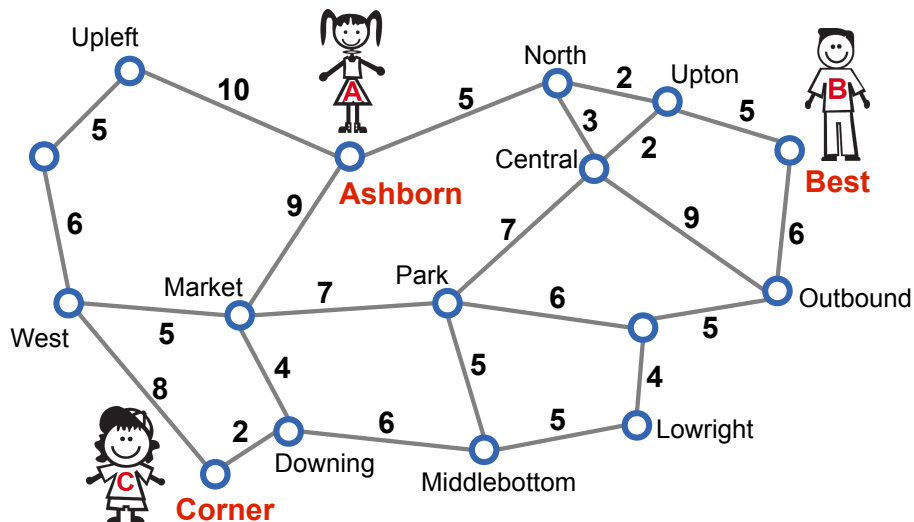 Upleft
10
A
North
2
Upton
B
5
5
3
5
Central
2
Ashborn
Best
6
9
7
9
6
Market
7
Park
6
Outbound
West
5
5
8
4
5
4
2
6
5
Lowright
C
Downing
Middlebottom
Corner